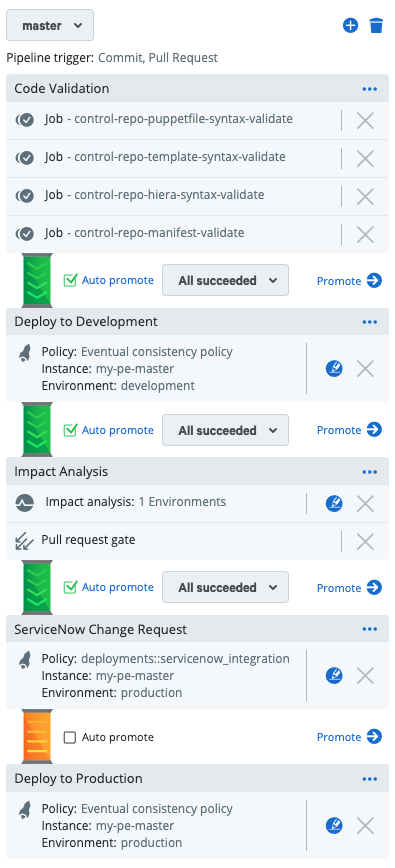 master
Pipeline trigger: Commit, Pull Request
Code Validation
Job - control-repo-puppetfile-syntax-validate
Job - control-repo-template-syntax-validate
Job - control-repo-hiera-syntax-validate
Job - control-repo-manifest-validate
Auto promote All succeeded Promote
Deploy to Development
Policy: Eventual consistency policy
Instance: my-pe-master
Environment: development
Auto promote All succeeded Promote
Impact Analysis
Impact analysis: 1 Environments
Pull request gate
Auto promote All succeeded Promote
ServiceNow Change Request
Policy: deployments::servicenow_integration
Instance: my-pe-master
Environment: production
Auto promote Promote
Deploy to Production
Policy: Eventual consistency policy
Instance: my-pe-master
Environment: production